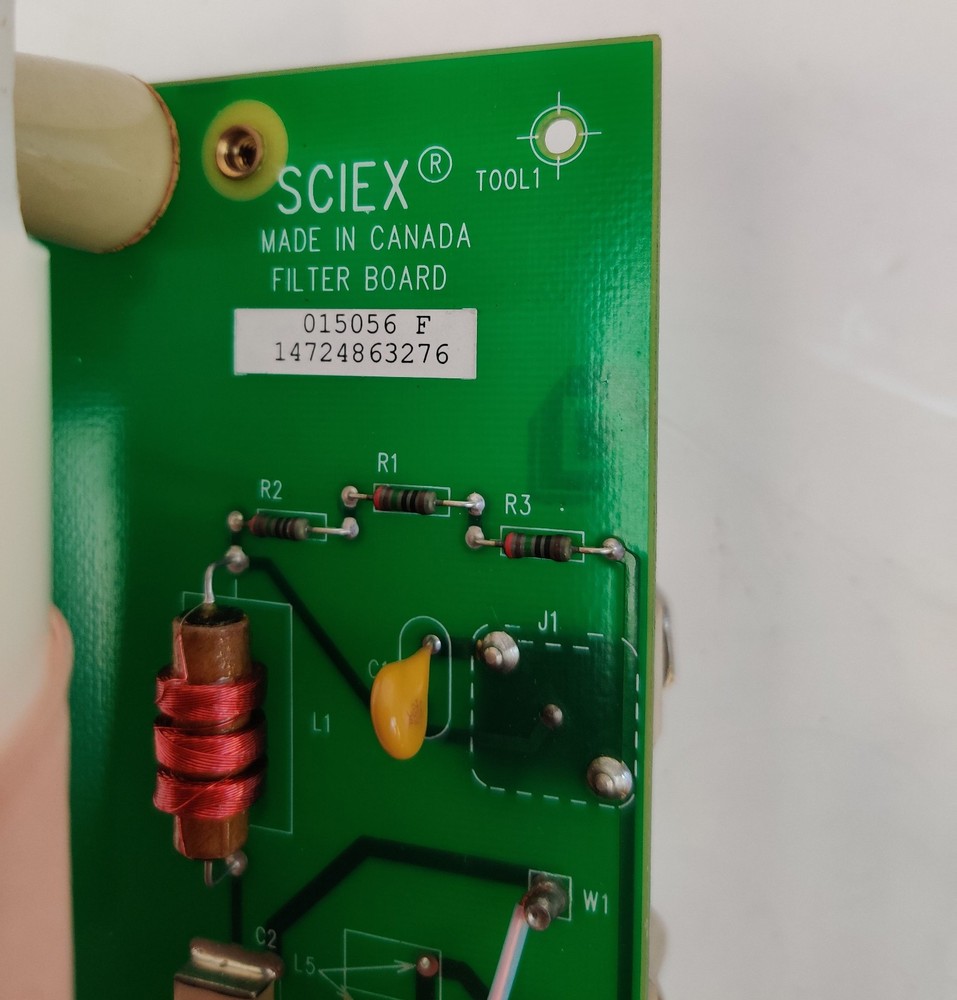 SCIEX®
TOOL1
MADE IN CANADA
FILTER BOARD
015056 F
14724863276
R1
R2
R3
J1
C1
L1
W1
C2
L5